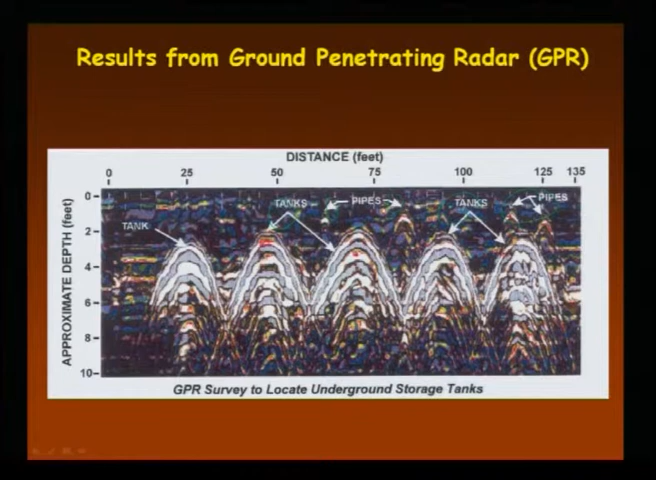 Results from Ground Penetrating Radar (GPR)
DISTANCE (feet)
0 25 50 75 100 125 135
APPROXIMATE DEPTH (feet)
0
2
4
6
8
10
TANK
TANKS
PIPES
TANKS
PIPES
GPR Survey to Locate Underground Storage Tanks